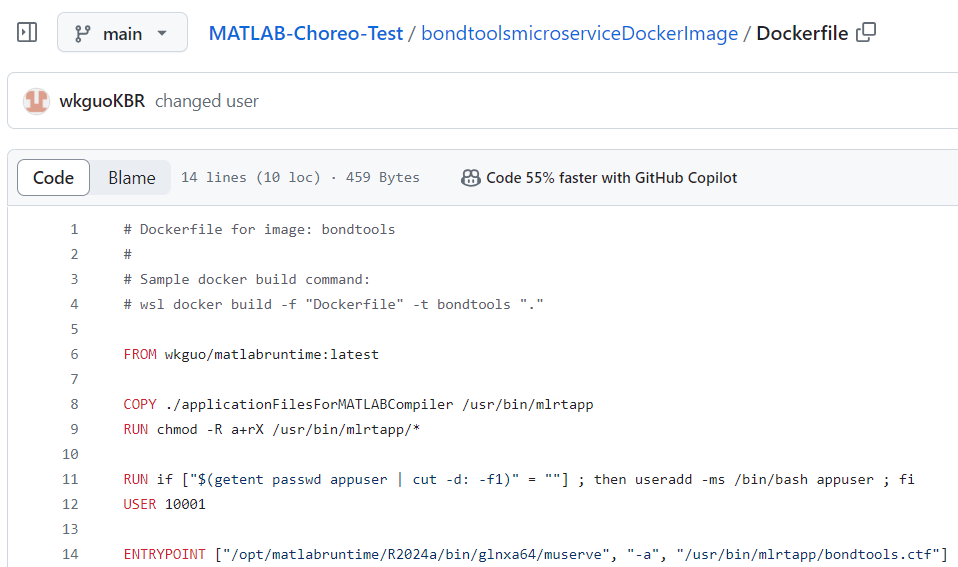 main
MATLAB-Choreo-Test / bondtoolsmicroserviceDockerImage / Dockerfile
wkguoKBR changed user
Code Blame 14 lines (10 loc) · 459 Bytes Code 55% faster with GitHub Copilot
1 # Dockerfile for image: bondtools
2 #
3 # Sample docker build command:
4 # wsl docker build -f "Dockerfile" -t bondtools "."
5
6 FROM wkguo/matlabruntime:latest
7
8 COPY ./applicationFilesForMATLABCompiler /usr/bin/mlrtapp
9 RUN chmod -R a+rX /usr/bin/mlrtapp/*
10
11 RUN if ["$(getent passwd appuser | cut -d: -f1)" = ""] ; then useradd -ms /bin/bash appuser ; fi
12 USER 10001
13
14 ENTRYPOINT ["/opt/matlabruntime/R2024a/bin/glnxa64/muserve", "-a", "/usr/bin/mlrtapp/bondtools.ctf"]